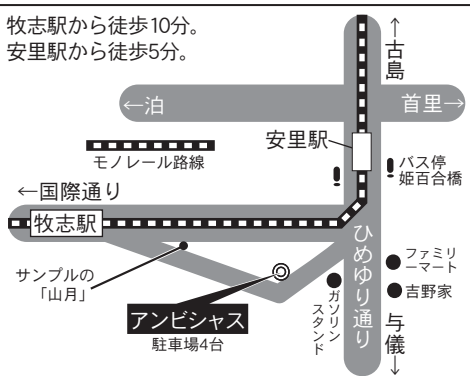 牧志駅から徒歩10分。
安里駅から徒歩5分。
←古島
←泊
首里→
安里駅
モノレール路線
バス停
姫百合橋
←国際通り
牧志駅
ひめゆり通り
サンプルの
「山月」
ファミリ
ーマート
吉野家
ガソリン
スタンド
アンビシャス
駐車場4台
与儀→